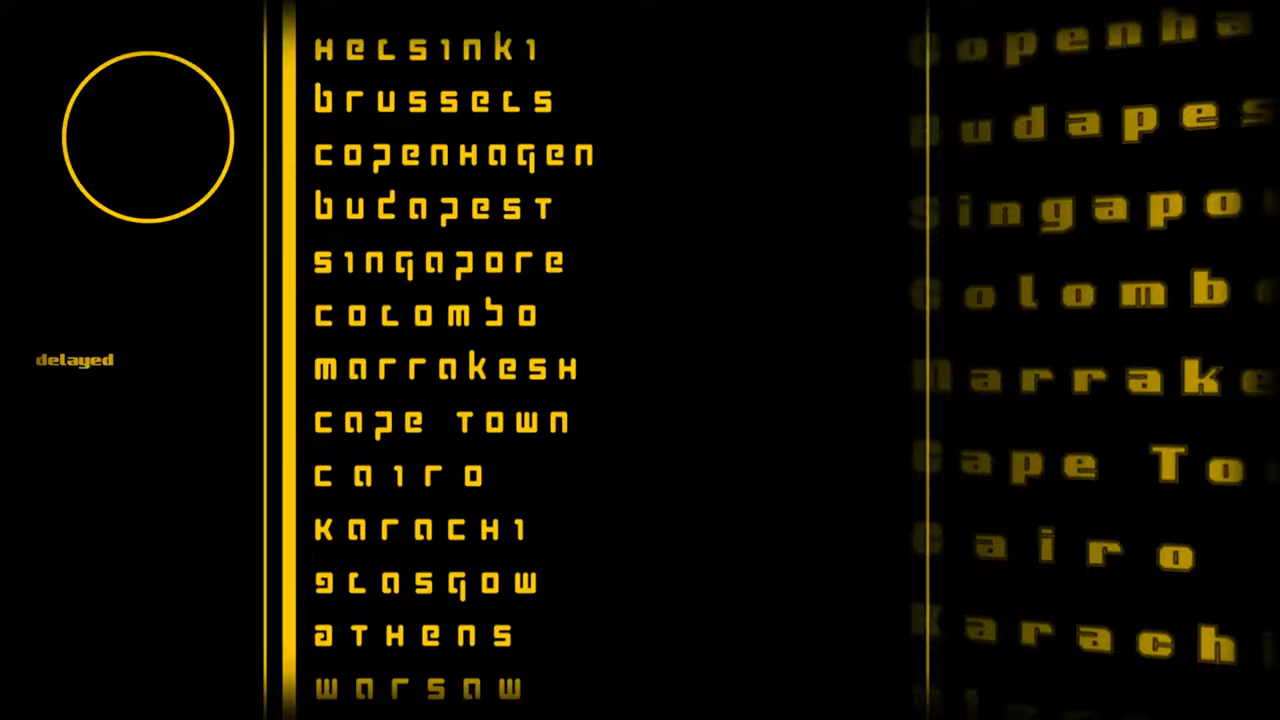 delayed
Helsinki
Brussels
Copenhagen
Budapest
Singapore
Colombo
Marrakesh
Cape Town
Cairo
Karachi
Glasgow
Athens
Warsaw
Copenha
Budapes
Singapo
Colomb
Marrake
Cape To
Cairo
Karachi